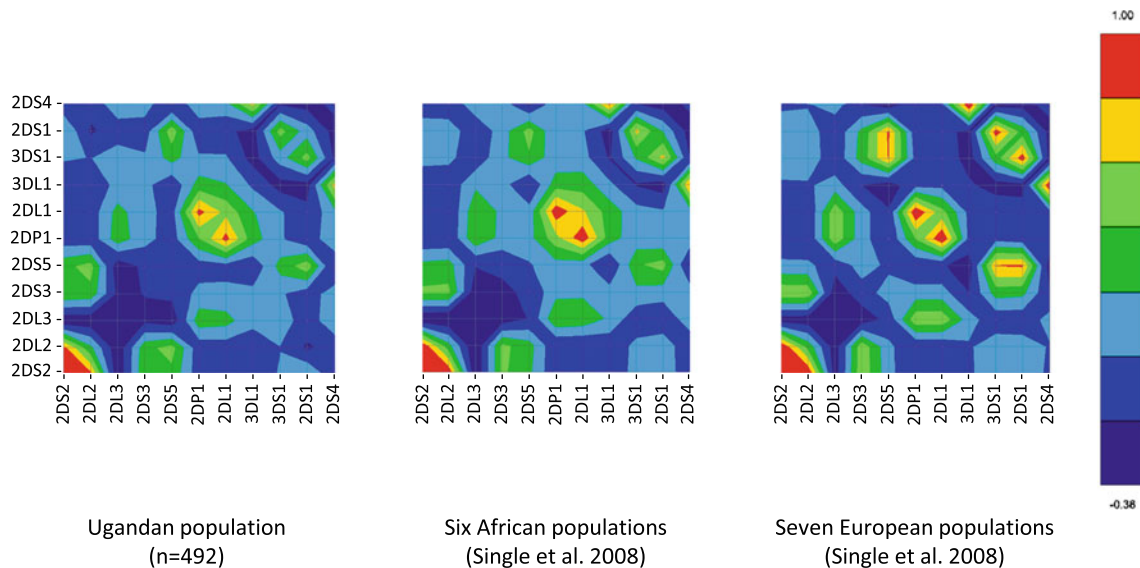 1.00
2DS4 -
2DS1 -
3DS1 -
3DL1 -
2DL1 -
2DP1 -
2DS5 -
2DS3 -
2DL3 -
2DL2 -
2DS2 -
2DS2 - 2DL2 - 2DL3 - 2DS3 - 2DS5 - 2DP1 - 2DL1 - 3DL1 - 3DS1 - 2DS1 - 2DS4 -
2DS2 - 2DL2 - 2DL3 - 2DS3 - 2DS5 - 2DP1 - 2DL1 - 3DL1 - 3DS1 - 2DS1 - 2DS4 -
2DS2 - 2DL2 - 2DL3 - 2DS3 - 2DS5 - 2DP1 - 2DL1 - 3DL1 - 3DS1 - 2DS1 - 2DS4 -
-0.38
Ugandan population
(n=492)
Six African populations
(Single et al. 2008)
Seven European populations
(Single et al. 2008)